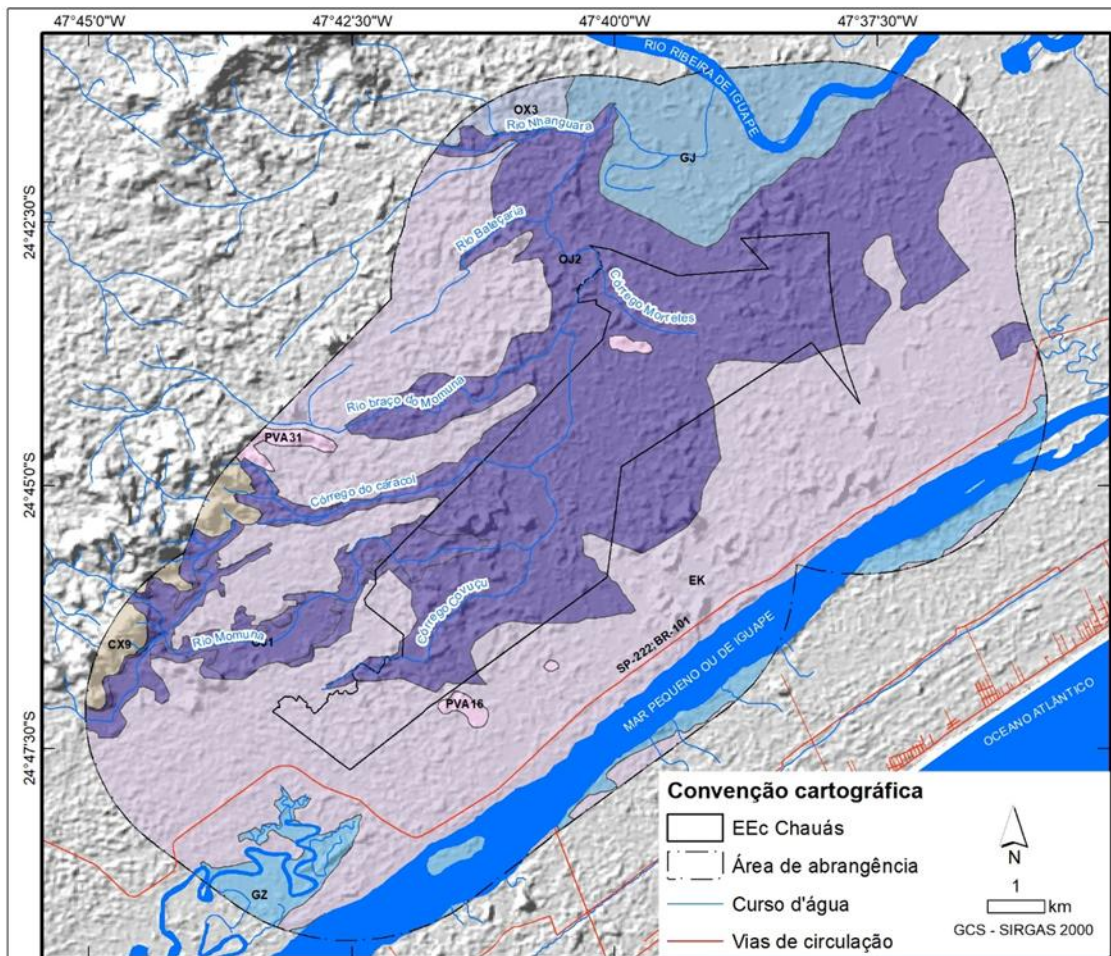 47°45'0"W 47°42'30"W 47°40'0"W 47°37'30"W
RIO RIBEIRA DE IGUAPE
OX3
Rio Nhanguara
GJ
24°42'30"S
Rio Bateçaria
OJ2
Córrego Morretes
Rio braço do Momuna
PVA31
24°45'0"S
Córrego do caracol
EK
Córrego Covuçu
CX9
Rio Momuna
OJ1
SP-222;BR-101
MAR PEQUENO OU DE IGUAPE
PVA16
24°47'30"S
OCEANO ATLÂNTICO
GZ
Convenção cartográfica
EEc Chauás
Área de abrangência
Curso d'água
Vias de circulação
N
1
km
GCS - SIRGAS 2000